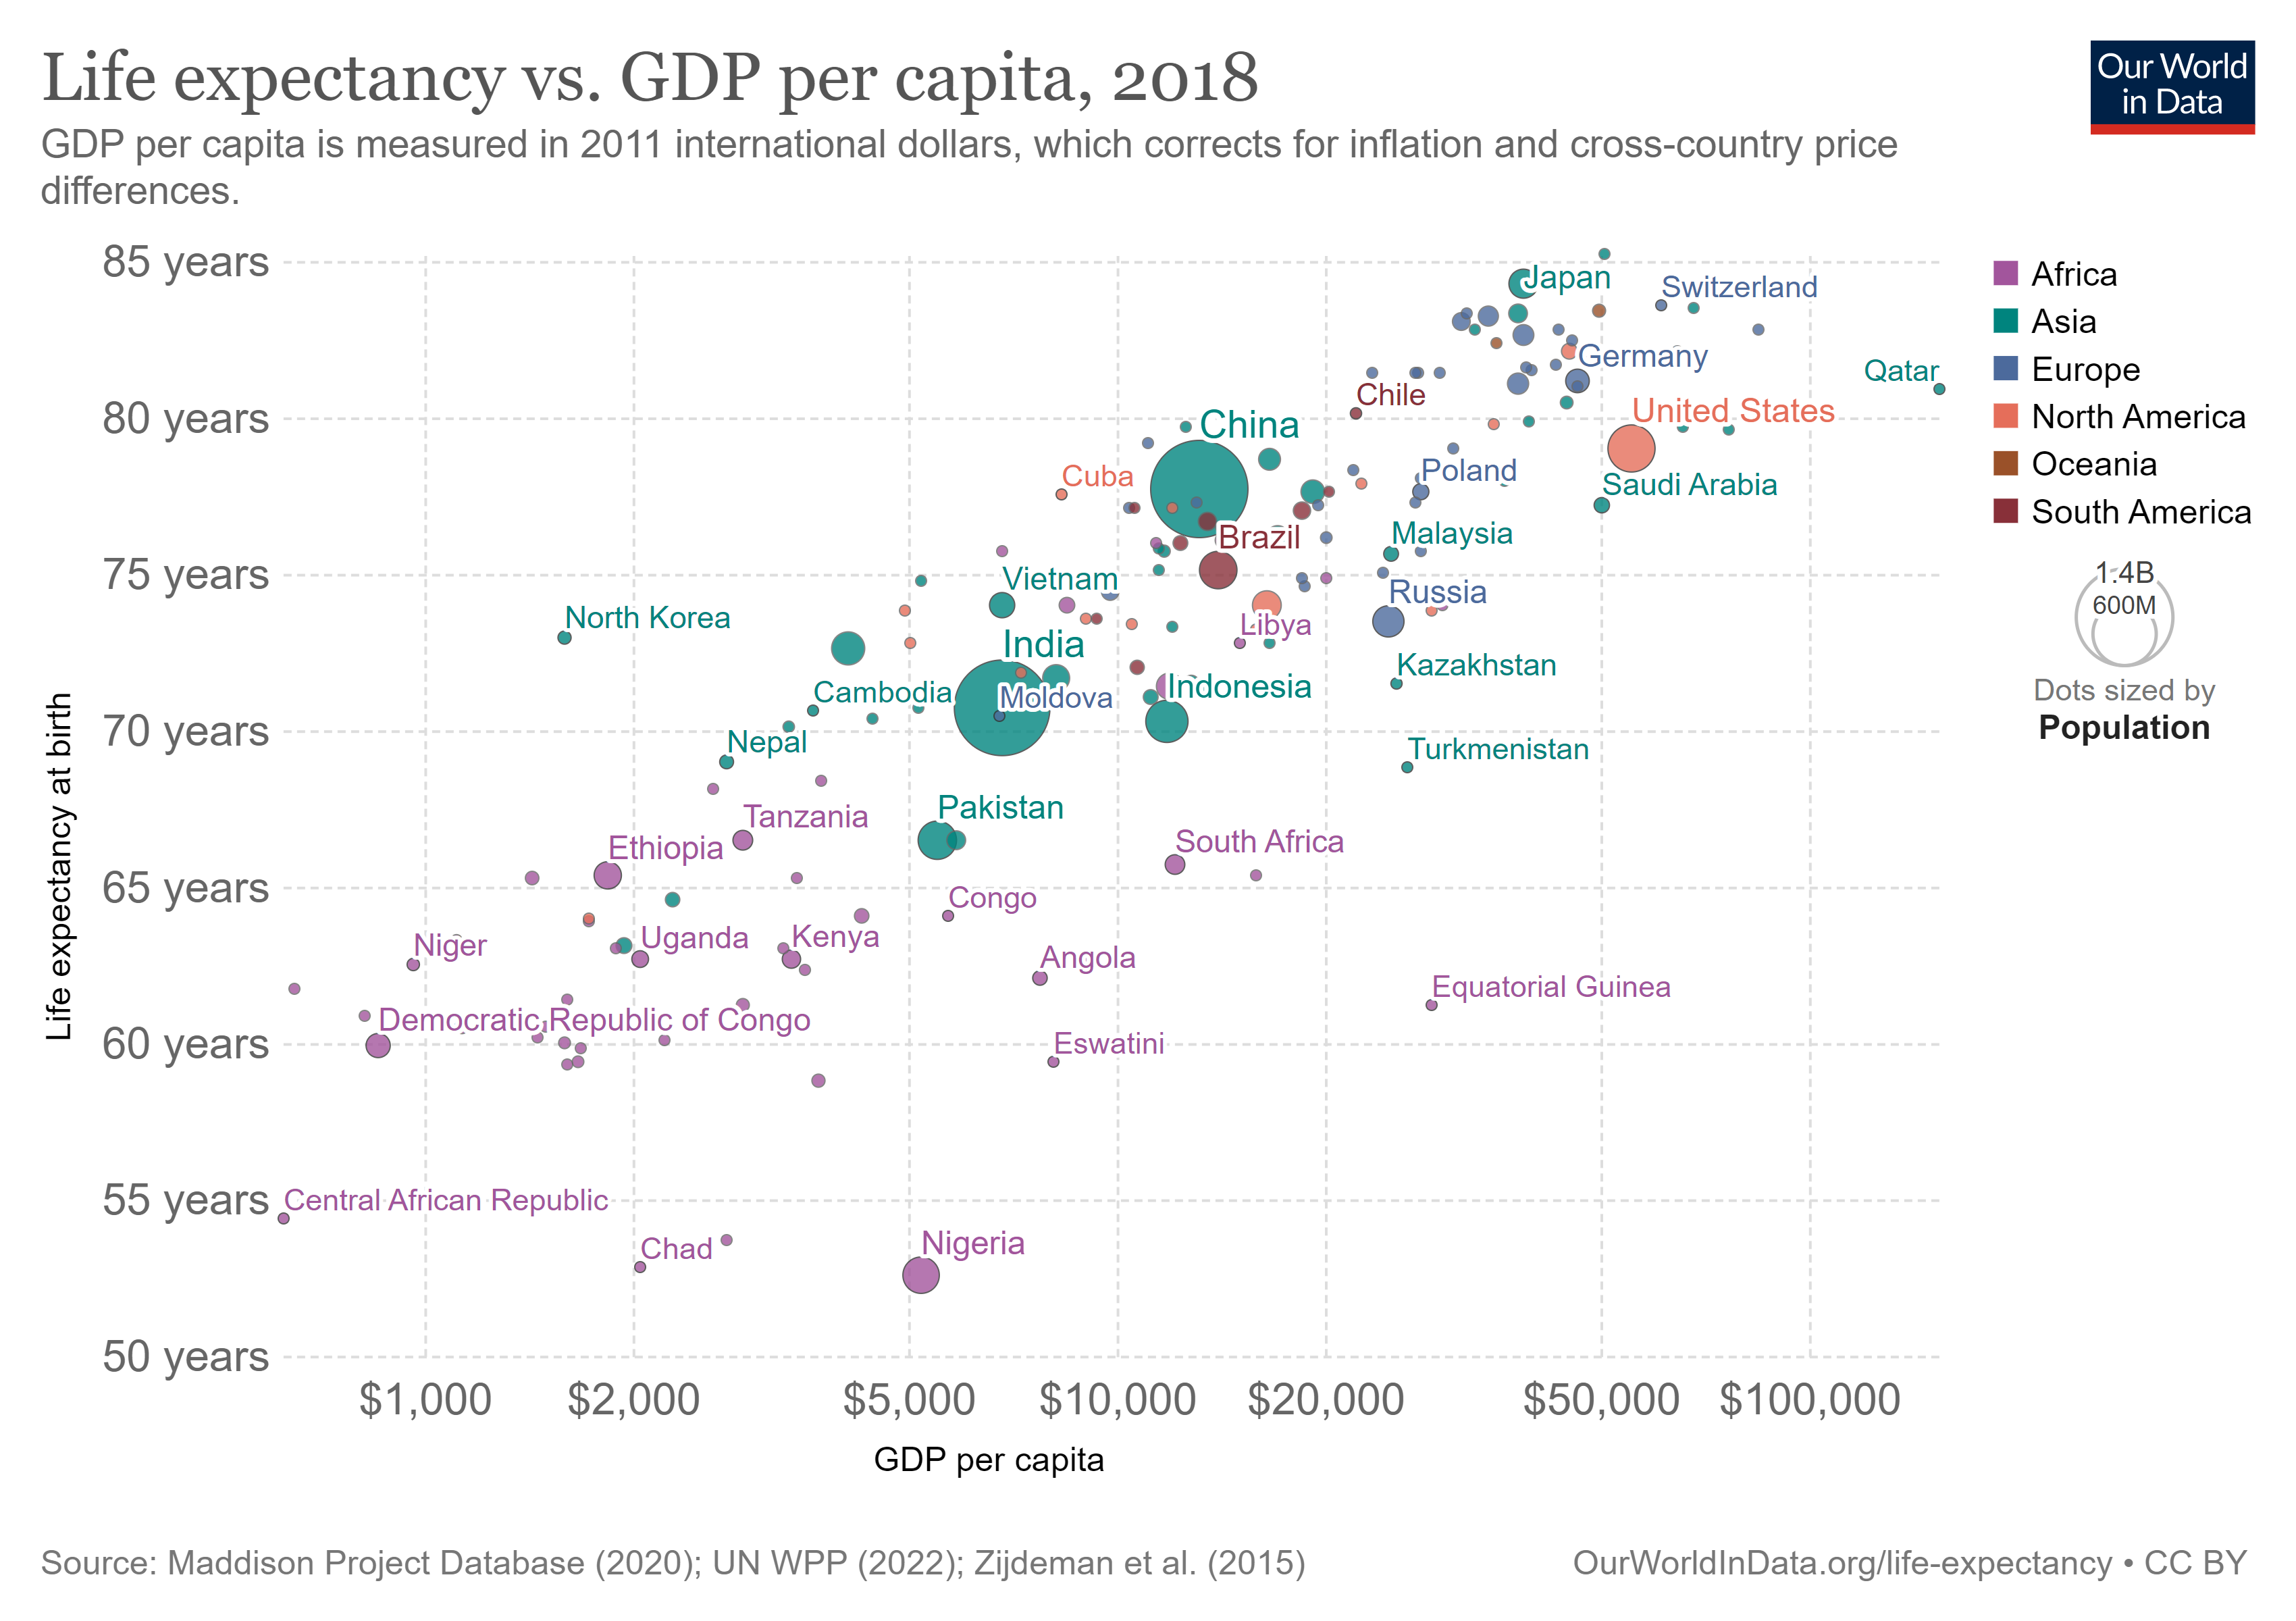 Life expectancy vs. GDP per capita, 2018
Our World
in Data
GDP per capita is measured in 2011 international dollars, which corrects for inflation and cross-country price
differences.
85 years
80 years
75 years
70 years
65 years
60 years
55 years
50 years
Life expectancy at birth
Japan
Switzerland
Germany
Qatar
Chile
United States
China
Cuba
Poland
Saudi Arabia
Brazil
Malaysia
Vietnam
Russia
North Korea
Libya
India
Kazakhstan
Cambodia
Moldova
Indonesia
Nepal
Turkmenistan
Pakistan
Tanzania
South Africa
Ethiopia
Congo
Niger
Uganda
Kenya
Angola
Equatorial Guinea
Democratic Republic of Congo
Eswatini
Central African Republic
Chad
Nigeria
$1,000
$2,000
$5,000
$10,000
$20,000
$50,000
$100,000
GDP per capita
Africa
Asia
Europe
North America
Oceania
South America
1.4B
600M
Dots sized by
Population
Source: Maddison Project Database (2020); UN WPP (2022); Zijdeman et al. (2015)
OurWorldInData.org/life-expectancy • CC BY